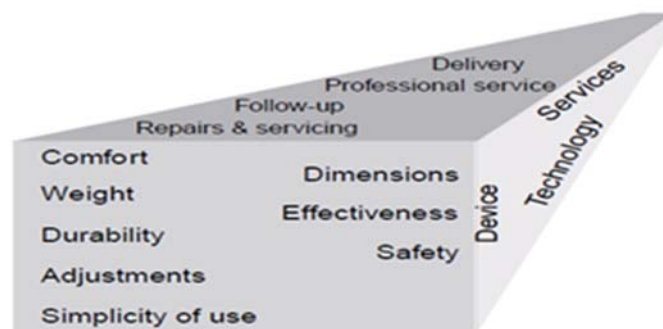 Delivery
Professional service
Follow-up
Repairs & servicing
Services
Technology
Device
Comfort
Weight
Durability
Adjustments
Simplicity of use
Dimensions
Effectiveness
Safety